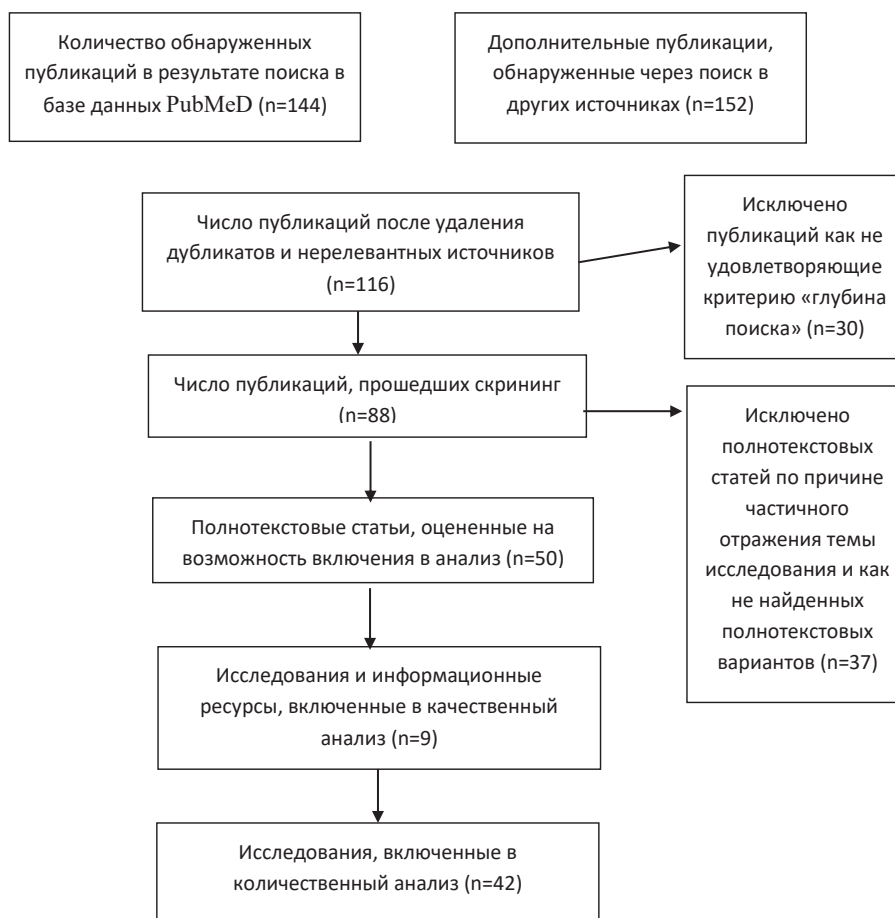 Количество обнаруженных
публикаций в результате поиска в
базе данных PubMeD (n=144)
Дополнительные публикации,
обнаруженные через поиск в
других источниках (n=152)
Число публикаций после удаления
дубликатов и нерелевантных источников
(n=116)
Исключено
публикаций как не
удовлетворяющие
критерию «глубина
поиска» (n=30)
Число публикаций, прошедших скрининг
(n=88)
Исключено
полнотекстовых
статей по причине
частичного
отражения темы
исследования и как
не найденных
полнотекстовых
вариантов (n=37)
Полнотекстовые статьи, оцененные на
возможность включения в анализ (n=50)
Исследования и информационные
ресурсы, включенные в качественный
анализ (n=9)
Исследования, включенные в
количественный анализ (n=42)